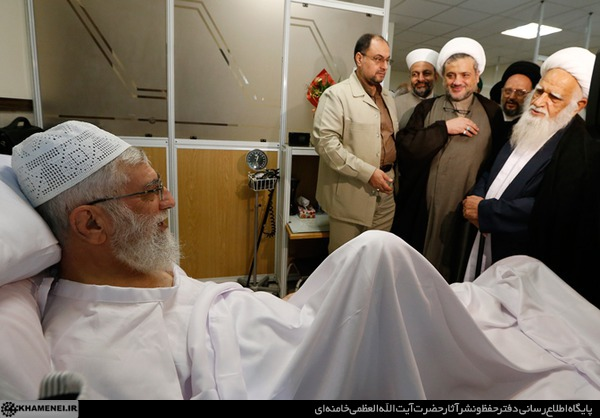 KHAMENEI.IR
پایگاه اطلاع رسانی دفتر حفظ و نشر آثار حضرت آیت الله العظمی خامنه‌ای